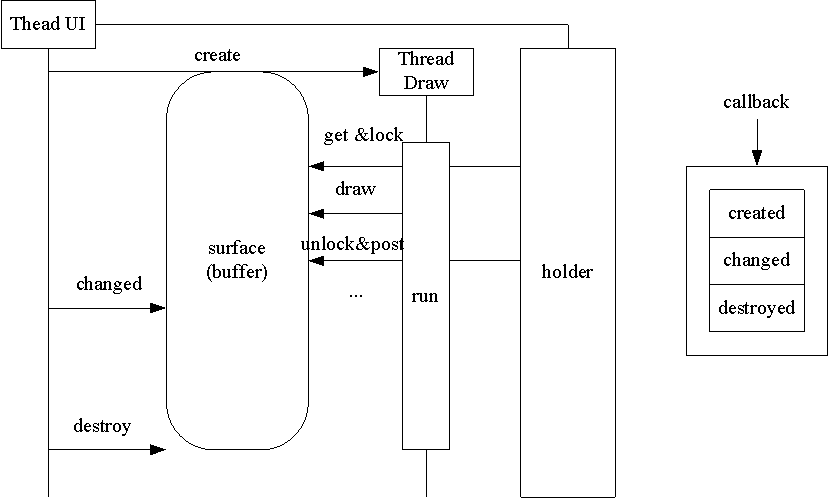 Thead UI
create
Thread
Draw
get &lock
draw
unlock&post
...
surface
(buffer)
changed
destroy
run
holder
callback
created
changed
destroyed